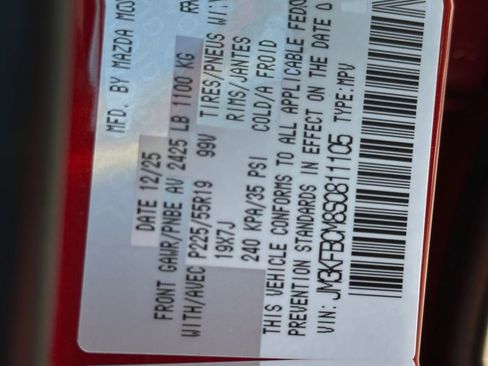 MFD. BY MAZDA MO
DATE 12/25
FRONT GAWR/PNBE AV 2425 LB 1100 KG
WITH/AVEC P225/55R19 99V TIRES/PNEUS W/
19X7J RIMS/JANTES
240 KPA/35 PSI COLD/A FROID
THIS VEHICLE CONFORMS TO ALL APPLICABLE FED
PREVENTION STANDARDS IN EFFECT ON THE DATE O
VIN: JM3KFBCM8S0811105 TYPE:MPV